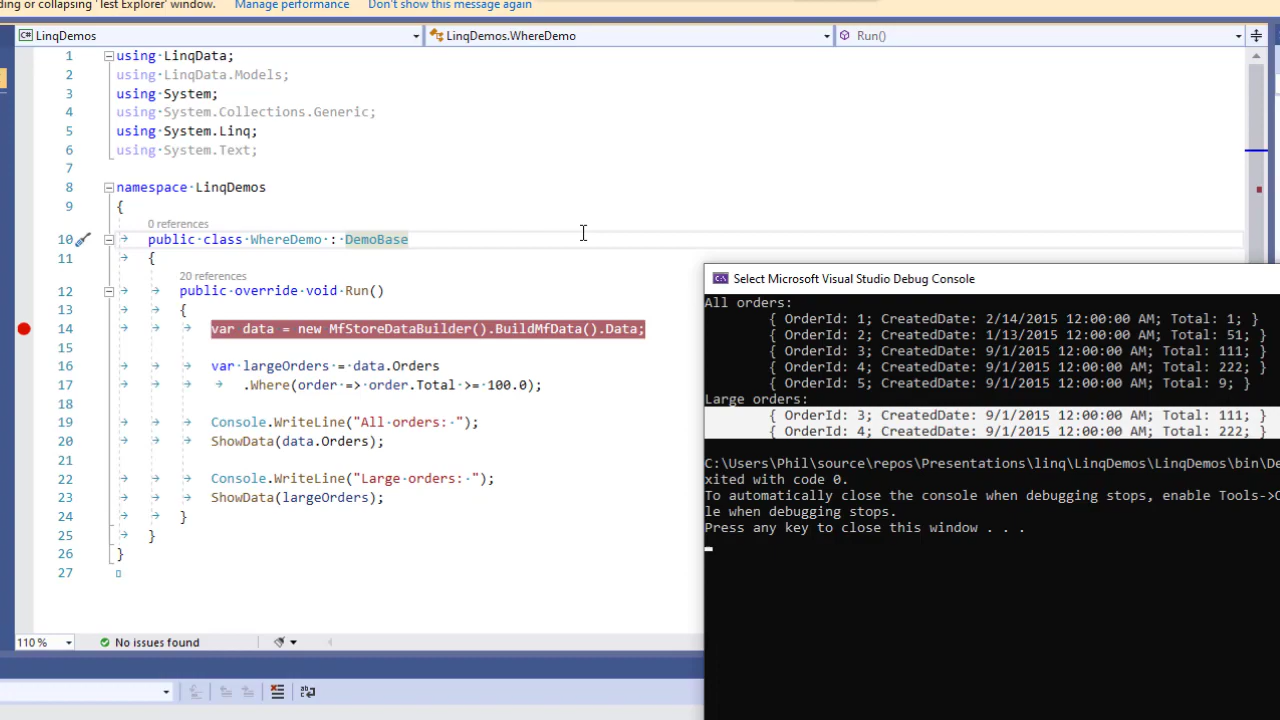 ding or collapsing 'Test Explorer' window. Manage performance Don't show this message again
C# LinqDemos LinqDemos.WhereDemo Run()
1 using LinqData;
2 using LinqData.Models;
3 using System;
4 using System.Collections.Generic;
5 using System.Linq;
6 using System.Text;
7
8 namespace LinqDemos
9 {
0 references
10 public class WhereDemo : DemoBase
11 {
20 references
12 public override void Run()
13 {
14 var data = new MfStoreDataBuilder().BuildMfData().Data;
15
16 var largeOrders = data.Orders
17 .Where(order => order.Total >= 100.0);
18
19 Console.WriteLine("All orders: ");
20 ShowData(data.Orders);
21
22 Console.WriteLine("Large orders: ");
23 ShowData(largeOrders);
24 }
25 }
26 }
27
110 % No issues found
Select Microsoft Visual Studio Debug Console
All orders:
{ OrderId: 1; CreatedDate: 2/14/2015 12:00:00 AM; Total: 1; }
{ OrderId: 2; CreatedDate: 1/13/2015 12:00:00 AM; Total: 51; }
{ OrderId: 3; CreatedDate: 9/1/2015 12:00:00 AM; Total: 111; }
{ OrderId: 4; CreatedDate: 9/1/2015 12:00:00 AM; Total: 222; }
{ OrderId: 5; CreatedDate: 9/1/2015 12:00:00 AM; Total: 9; }
Large orders:
{ OrderId: 3; CreatedDate: 9/1/2015 12:00:00 AM; Total: 111; }
{ OrderId: 4; CreatedDate: 9/1/2015 12:00:00 AM; Total: 222; }
C:\Users\Phil\source\repos\Presentations\linq\LinqDemos\LinqDemos\bin\De
xited with code 0.
To automatically close the console when debugging stops, enable Tools->O
le when debugging stops.
Press any key to close this window . . .